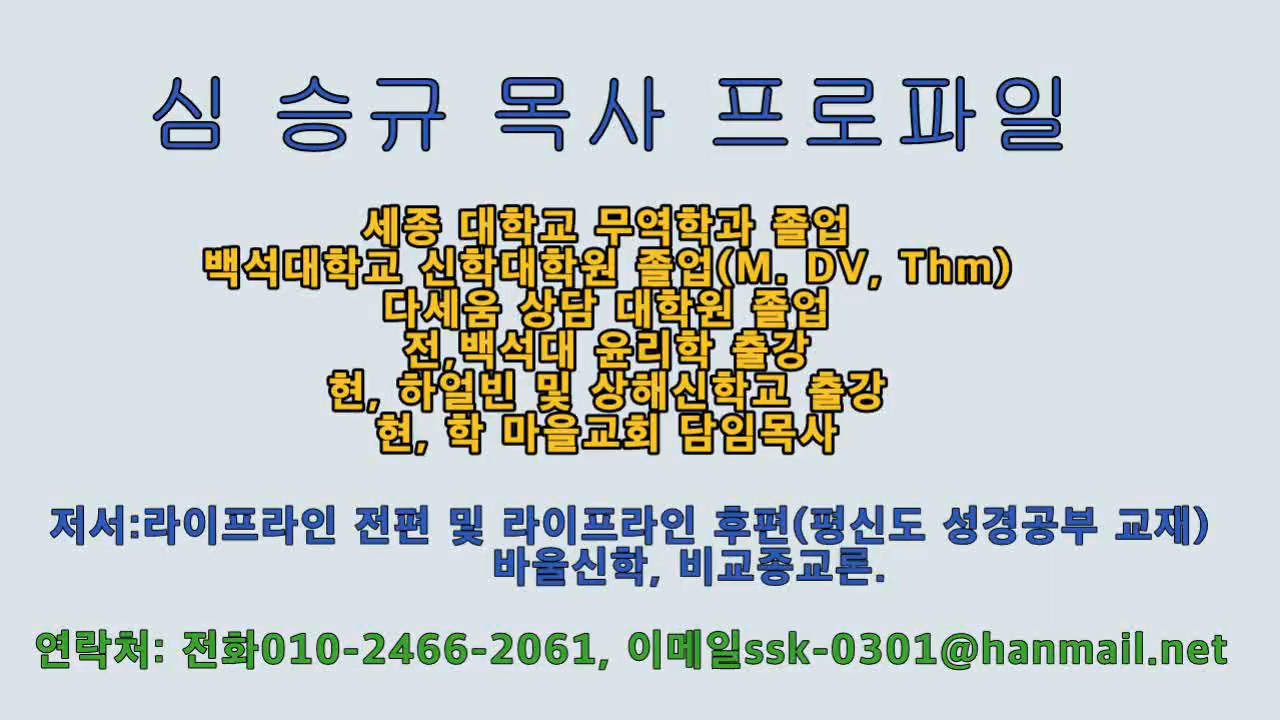 심 승규 목사 프로파일
세종 대학교 무역학과 졸업
백석대학교 신학대학원 졸업(M. DV, Thm)
다세움 상담 대학원 졸업
전,백석대 윤리학 출강
현, 하얼빈 및 상해신학교 출강
현, 학 마을교회 담임목사
저서:라이프라인 전편 및 라이프라인 후편(평신도 성경공부 교재)
바울신학, 비교종교론.
연락처: 전화010-2466-2061, 이메일ssk-0301@hanmail.net